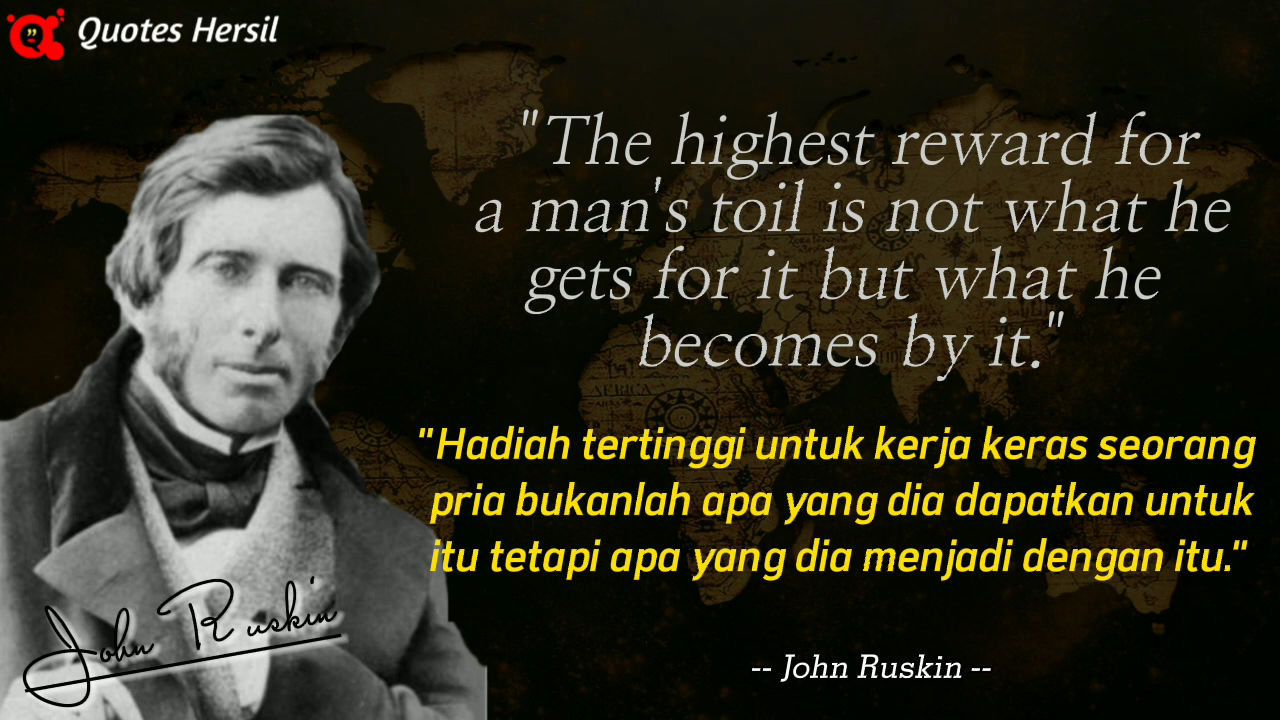 Quotes Hersil
"The highest reward for
a man's toil is not what he
gets for it but what he
becomes by it."
"Hadiah tertinggi untuk kerja keras seorang
pria bukanlah apa yang dia dapatkan untuk
itu tetapi apa yang dia menjadi dengan itu."
John Ruskin
-- John Ruskin --
AFRICA